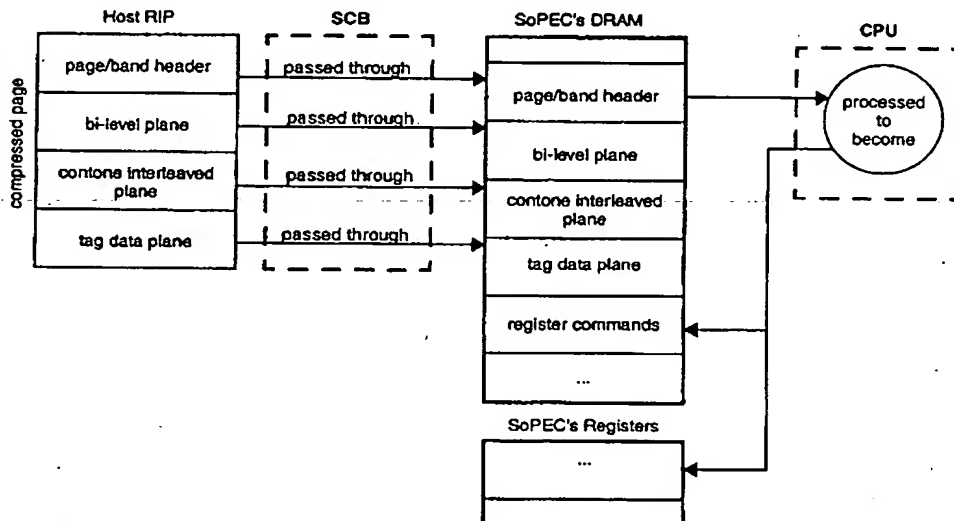 Host RIP
SCB
SoPEC's DRAM
CPU
compressed page
page/band header
bi-level plane
contone interleaved
plane
tag data plane
passed through
passed through
passed through
passed through
page/band header
bi-level plane
contone interleaved
plane
tag data plane
register commands
...
processed
to
become
SoPEC's Registers
...